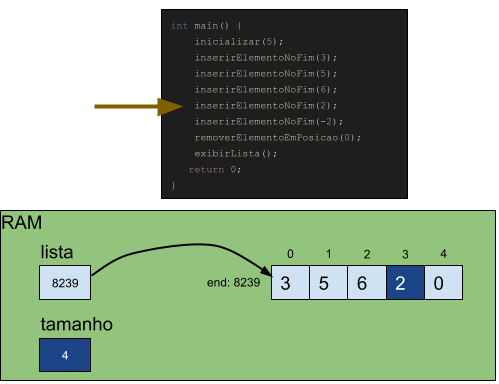 int main() {
inicializar(5);
inserirElementoNoFim(3);
inserirElementoNoFim(5);
inserirElementoNoFim(6);
inserirElementoNoFim(2);
inserirElementoNoFim(-2);
removerElementoEmPosicao(0);
exibirLista();
return 0;
}
RAM
lista
0 1 2 3 4
8239
end: 8239
3 5 6 2 0
tamanho
4